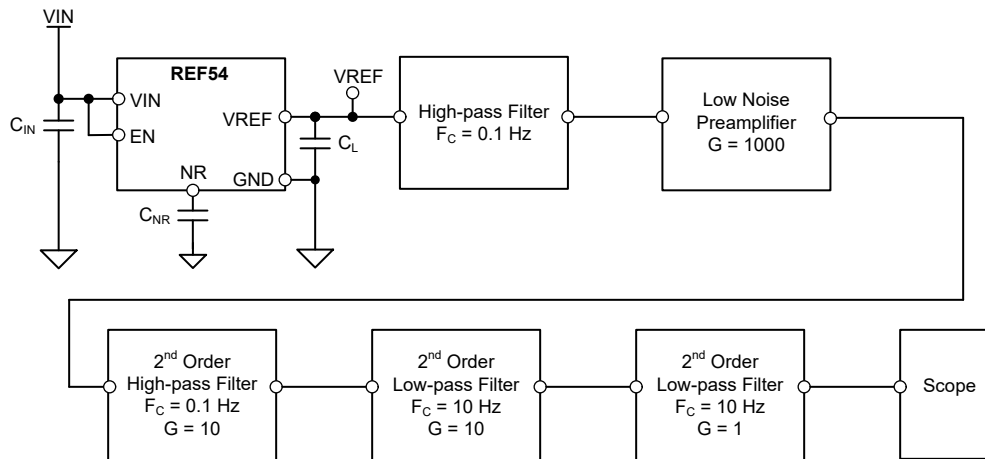 VIN
REF54
VIN
EN
VREF
GND
NR
C_IN
C_NR
C_L
VREF
High-pass Filter
F_C = 0.1 Hz
Low Noise
Preamplifier
G = 1000
2nd Order
High-pass Filter
F_C = 0.1 Hz
G = 10
2nd Order
Low-pass Filter
F_C = 10 Hz
G = 10
2nd Order
Low-pass Filter
F_C = 10 Hz
G = 1
Scope